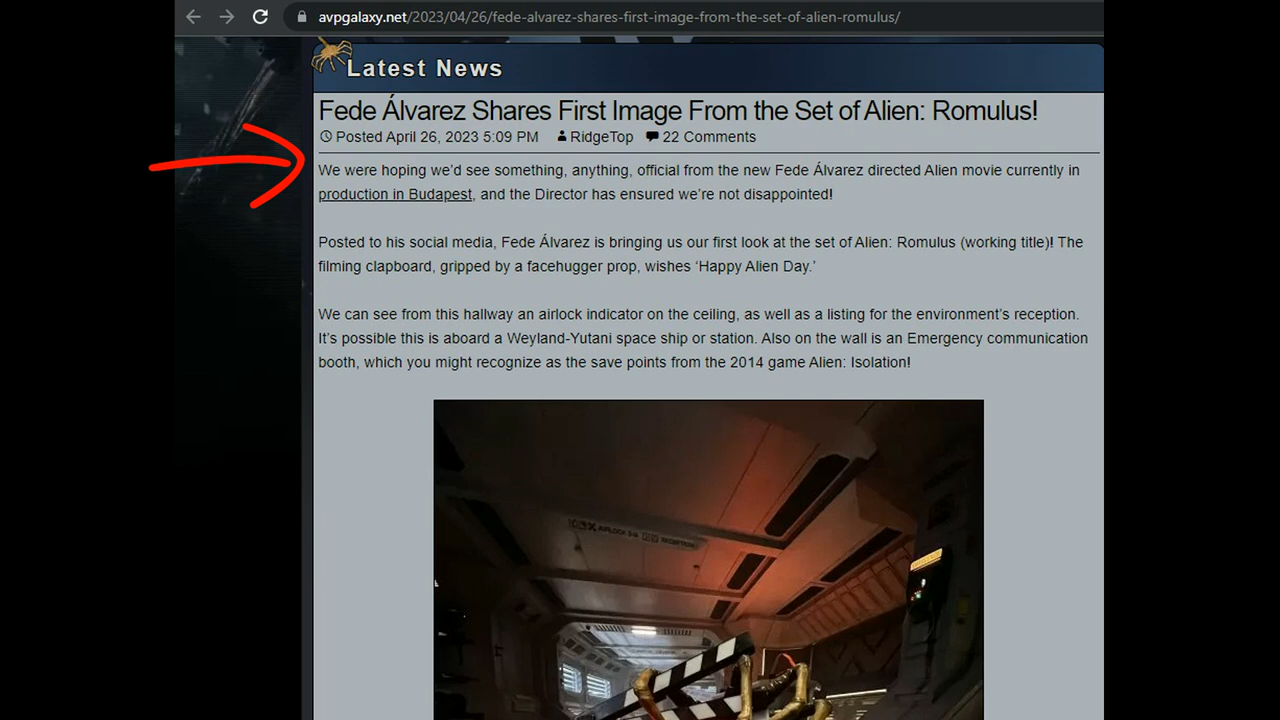 avpgalaxy.net/2023/04/26/fede-alvarez-shares-first-image-from-the-set-of-alien-romulus/
Latest News
Fede Álvarez Shares First Image From the Set of Alien: Romulus!
Posted April 26, 2023 5:09 PM RidgeTop 22 Comments
We were hoping we'd see something, anything, official from the new Fede Álvarez directed Alien movie currently in
production in Budapest, and the Director has ensured we're not disappointed!
Posted to his social media, Fede Álvarez is bringing us our first look at the set of Alien: Romulus (working title)! The
filming clapboard, gripped by a facehugger prop, wishes 'Happy Alien Day.'
We can see from this hallway an airlock indicator on the ceiling, as well as a listing for the environment's reception.
It's possible this is aboard a Weyland-Yutani space ship or station. Also on the wall is an Emergency communication
booth, which you might recognize as the save points from the 2014 game Alien: Isolation!
AIRLOCK RECEPTION